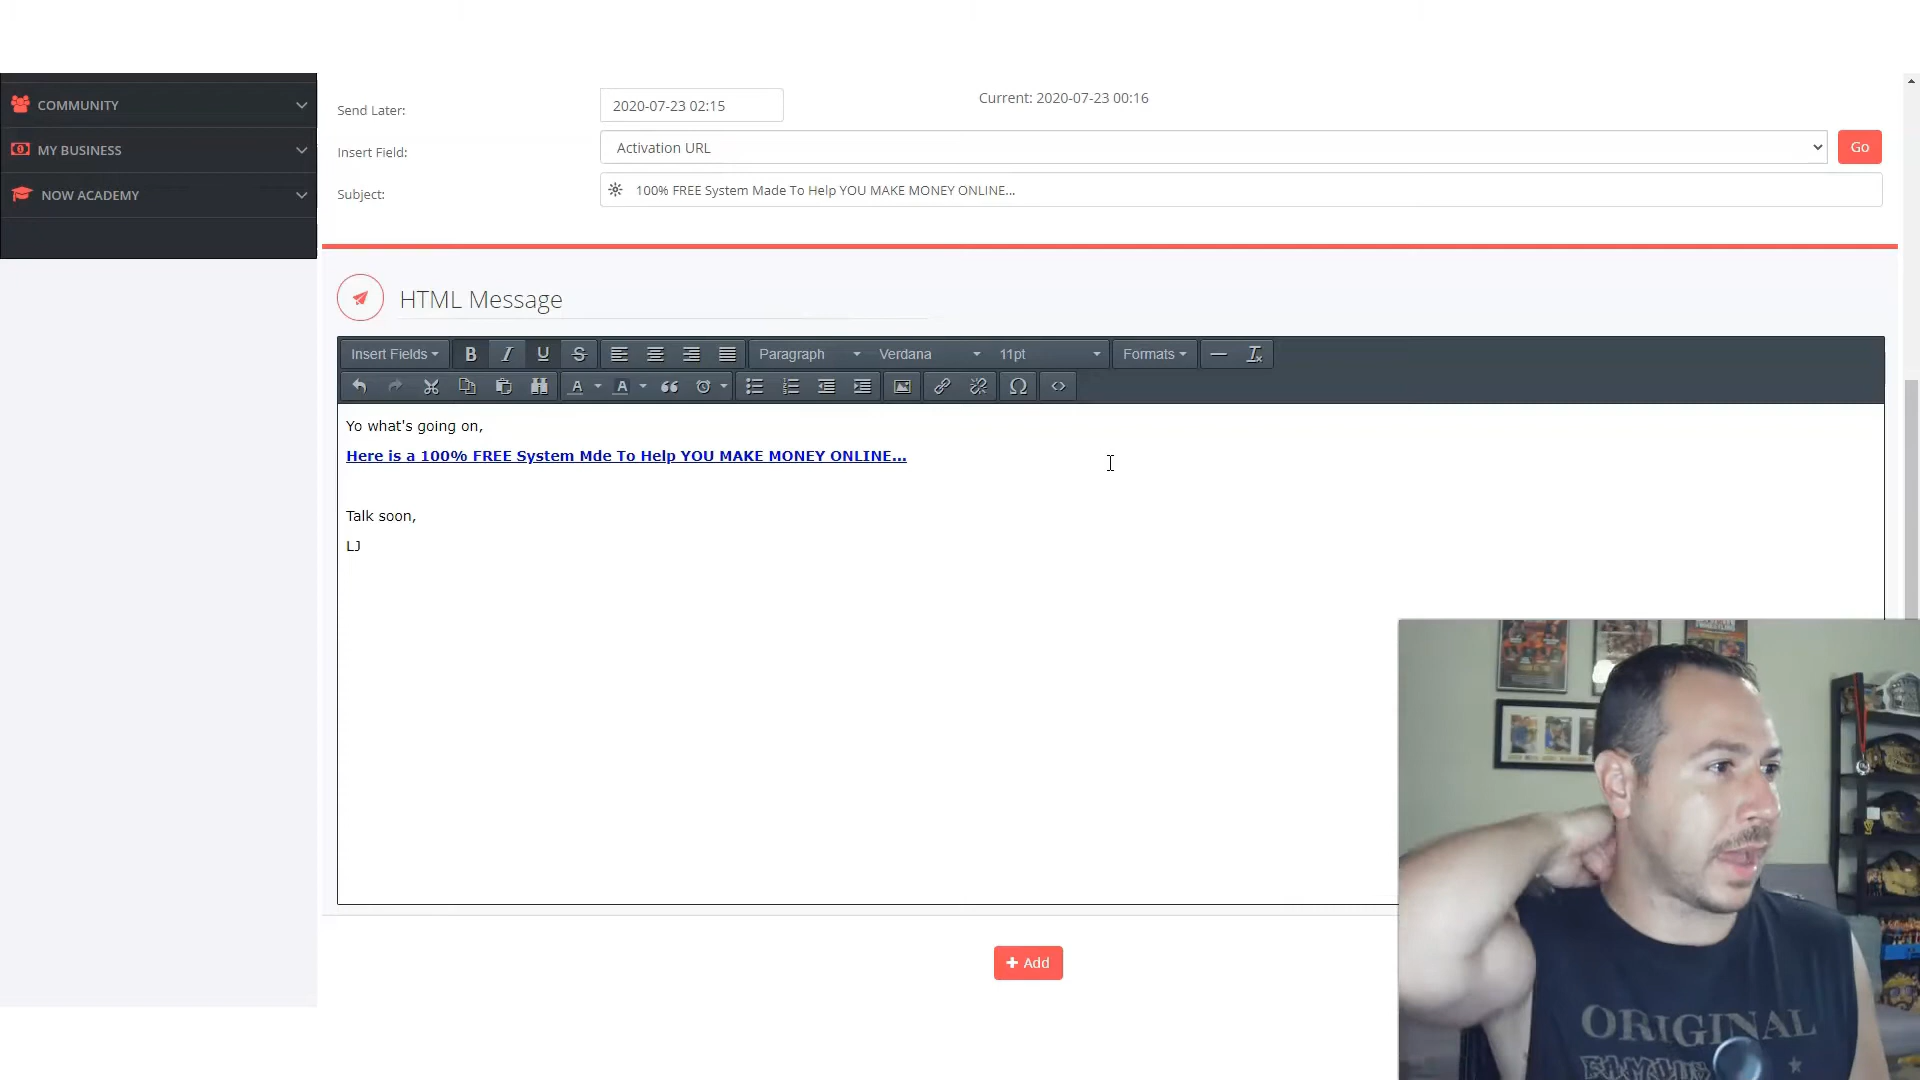 COMMUNITY
MY BUSINESS
NOW ACADEMY
Send Later:
2020-07-23 02:15
Current: 2020-07-23 00:16
Insert Field:
Activation URL
Go
Subject:
100% FREE System Made To Help YOU MAKE MONEY ONLINE...
HTML Message
Insert Fields
B I U S
Paragraph
Verdana
11pt
Formats
Yo what's going on,
Here is a 100% FREE System Mde To Help YOU MAKE MONEY ONLINE...
Talk soon,
LJ
+ Add
ORIGINAL
FAMOUS